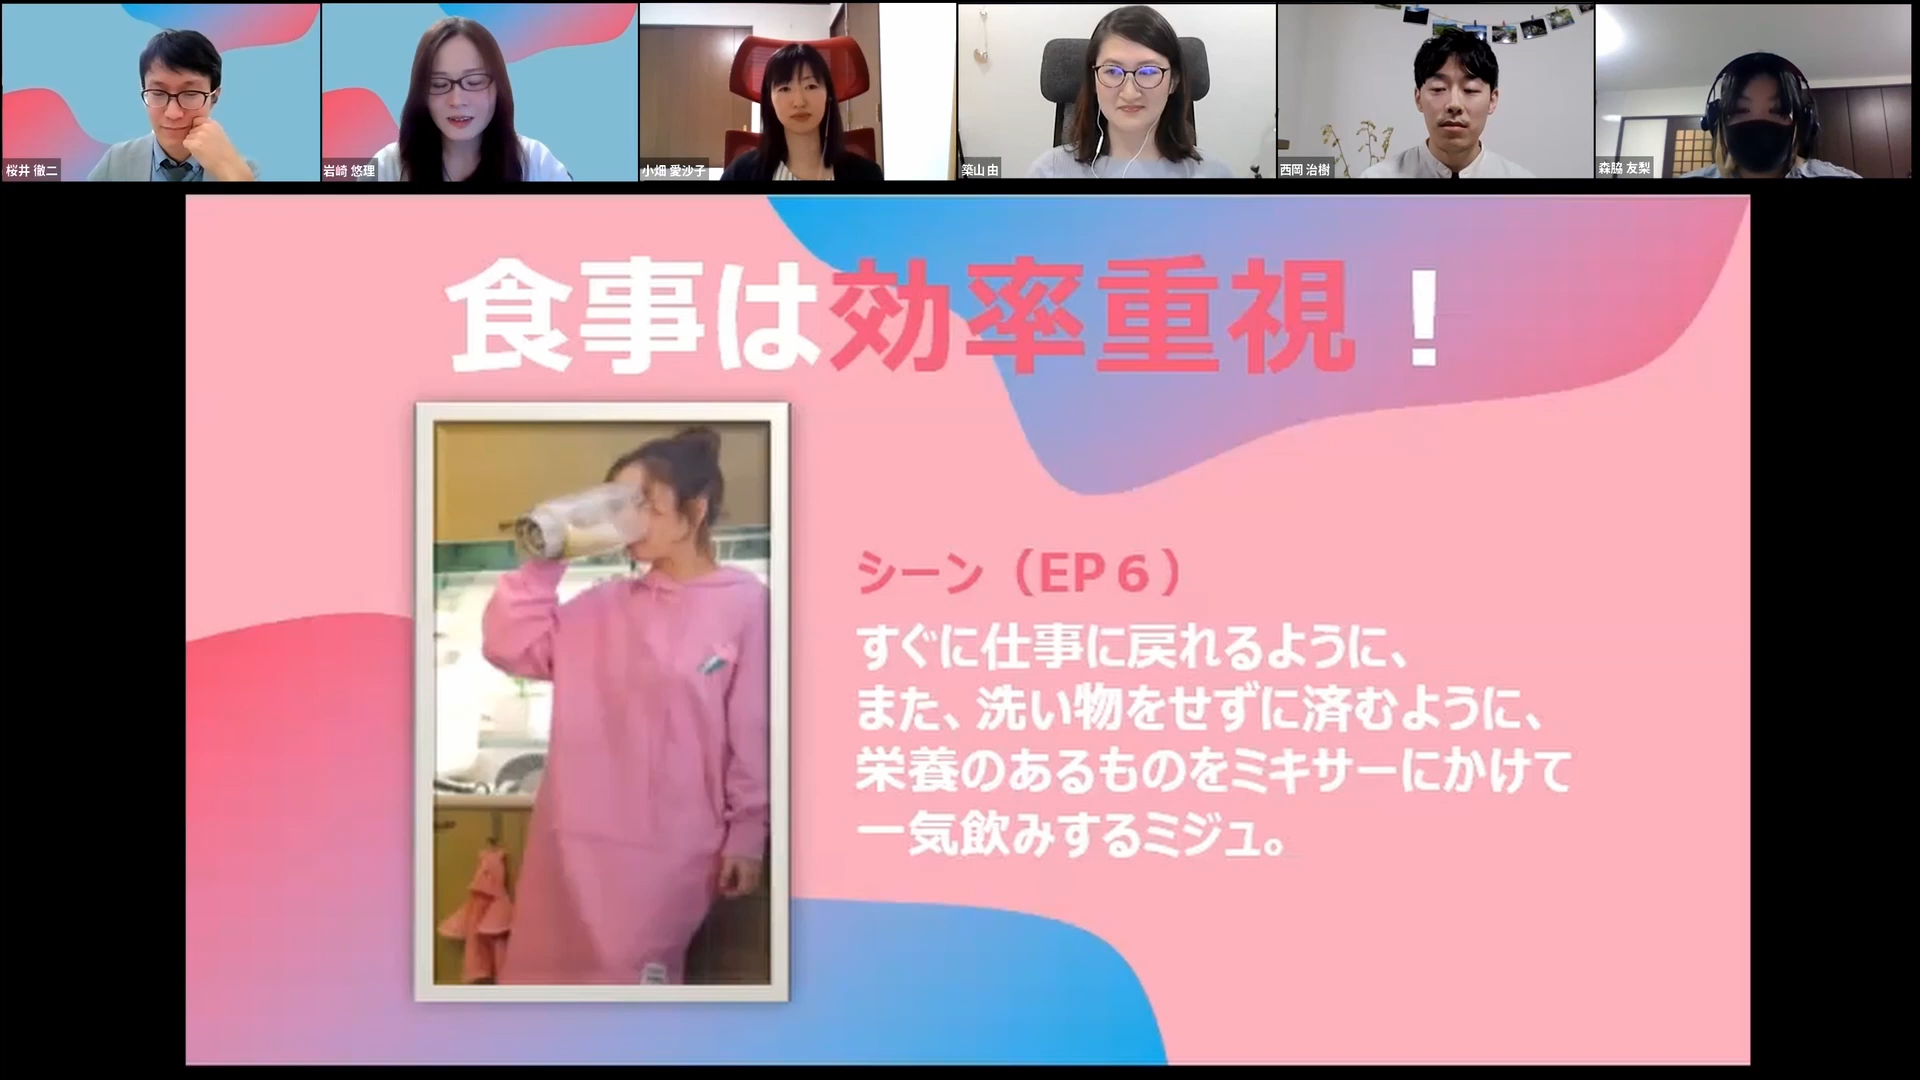 桜井 徹二
岩崎 悠理
小畑 愛沙子
築山 由
西岡 治樹
森脇 友梨
食事は効率重視！
シーン（EP６）
すぐに仕事に戻れるように、
また、洗い物をせずに済むように、
栄養のあるものをミキサーにかけて
一気飲みするミジュ。